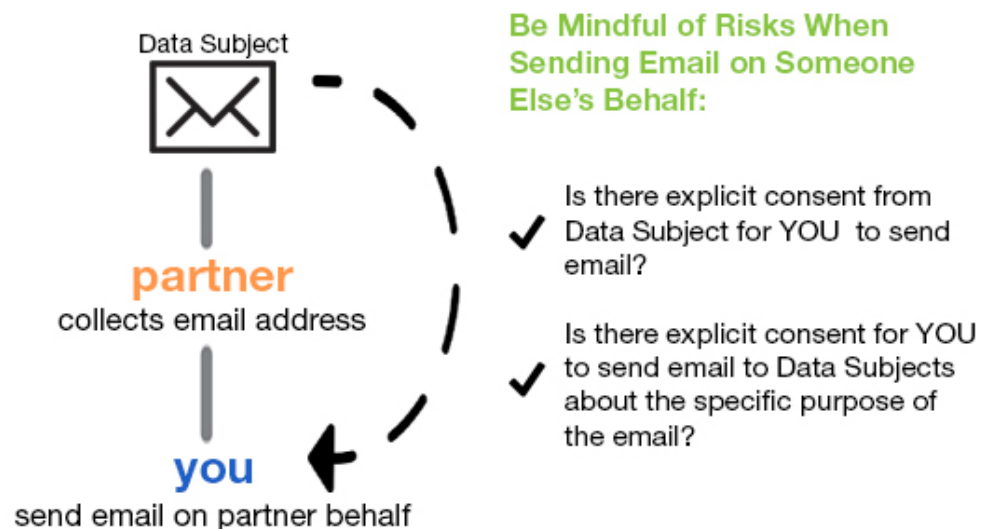 Data Subject
partner
collects email address
you
send email on partner behalf
Be Mindful of Risks When
Sending Email on Someone
Else's Behalf:
Is there explicit consent from
Data Subject for YOU to send
email?
Is there explicit consent for YOU
to send email to Data Subjects
about the specific purpose of
the email?